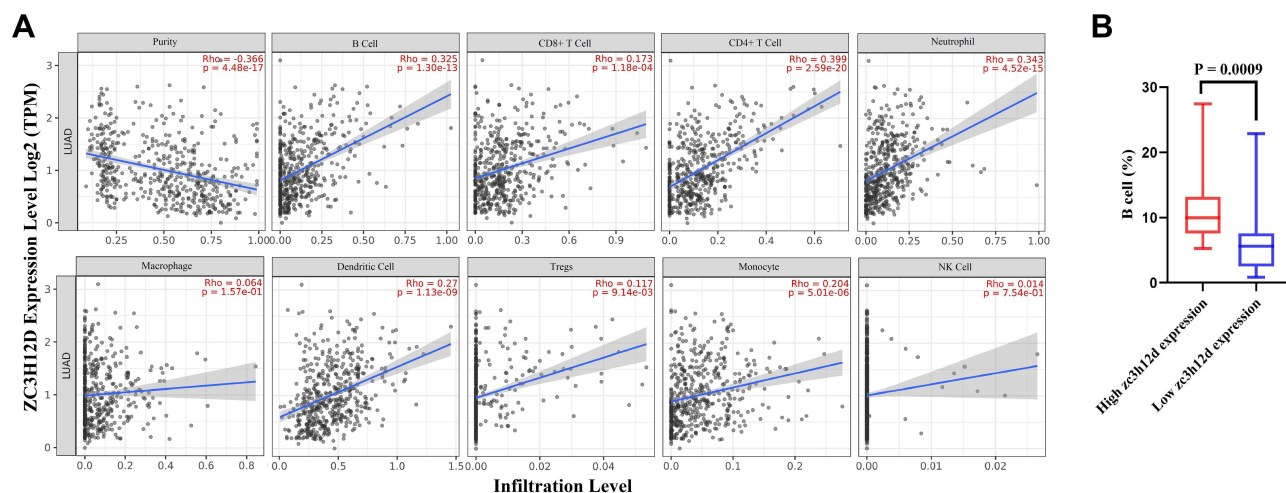 A
B
Purity
B Cell
CD8+ T Cell
CD4+ T Cell
Neutrophil
Rho = -0.366
p = 4.48e-17
Rho = 0.325
p = 1.30e-13
Rho = 0.173
p = 1.18e-04
Rho = 0.399
p = 2.59e-20
Rho = 0.343
p = 4.52e-15
LUAD
3
2
1
0
0.25 0.50 0.75 1.00
0.00 0.25 0.50 0.75 1.00
0.0 0.3 0.6 0.9
0.0 0.2 0.4 0.6
0.00 0.25 0.50 0.75 1.00
ZC3H12D Expression Level Log2 (TPM)
Macrophage
Dendritic Cell
Tregs
Monocyte
NK Cell
Rho = 0.064
p = 1.57e-01
Rho = 0.27
p = 1.13e-09
Rho = 0.117
p = 9.14e-03
Rho = 0.204
p = 5.01e-06
Rho = 0.014
p = 7.54e-01
LUAD
3
2
1
0
0.0 0.2 0.4 0.6 0.8
0.0 0.5 1.0 1.5
0.00 0.02 0.04
0.0 0.1 0.2
0.00 0.01 0.02
Infiltration Level
P = 0.0009
30
20
10
0
B cell (%)
High zc3h12d expression
Low zc3h12d expression